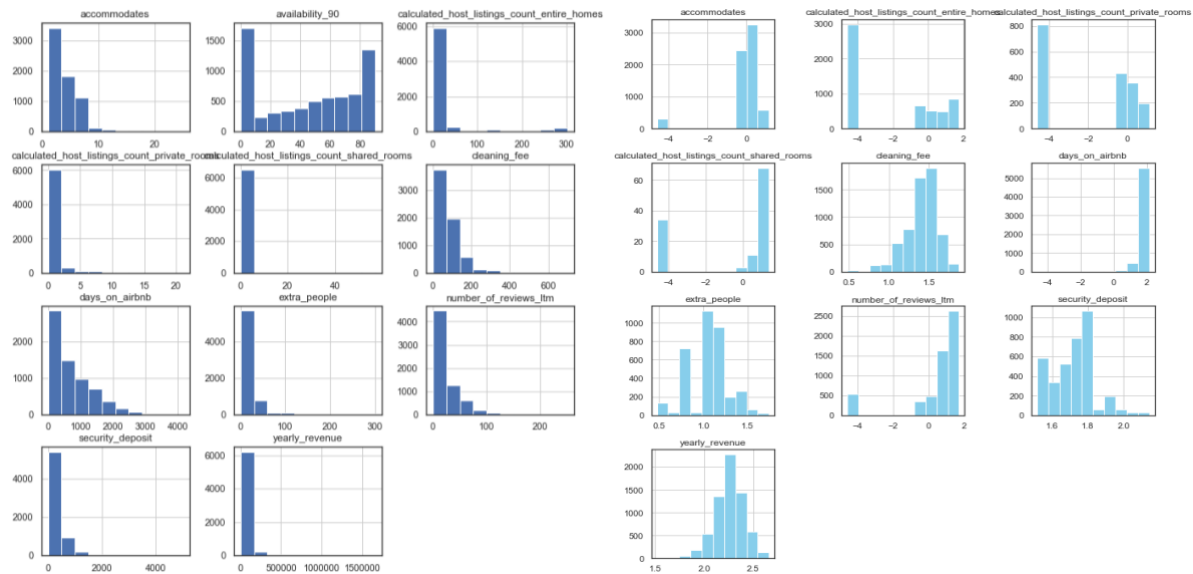 accommodates
3000
2000
1000
0
0 10 20
availability_90
1500
1000
500
0
0 20 40 60 80
calculated_host_listings_count_entire_homes
6000
4000
2000
0
0 100 200 300
calculated_host_listings_count_private_rooms
6000
4000
2000
0
0 5 10 15 20
calculated_host_listings_count_shared_rooms
6000
4000
2000
0
0 20 40
cleaning_fee
3000
2000
1000
0
0 200 400 600
days_on_airbnb
2000
1000
0
0 1000 2000 3000 4000
extra_people
4000
2000
0
0 100 200 300
number_of_reviews_ltm
4000
3000
2000
1000
0
0 100 200
security_deposit
4000
2000
0
0 2000 4000
yearly_revenue
6000
4000
2000
0
0 500000 1000000 1500000
accommodates
3000
2000
1000
0
−4 −2 0
calculated_host_listings_count_entire_homes
3000
2000
1000
0
−4 −2 0 2
calculated_host_listings_count_private_rooms
800
600
400
200
0
−4 −2 0
calculated_host_listings_count_shared_rooms
60
40
20
0
−4 −2 0
cleaning_fee
1500
1000
500
0
0.5 1.0 1.5
days_on_airbnb
5000
4000
3000
2000
1000
0
−4 −2 0 2
extra_people
1000
800
600
400
200
0
0.5 1.0 1.5
number_of_reviews_ltm
2500
2000
1500
1000
500
0
−4 −2 0 2
security_deposit
1000
800
600
400
200
0
1.6 1.8 2.0
yearly_revenue
2000
1500
1000
500
0
1.5 2.0 2.5